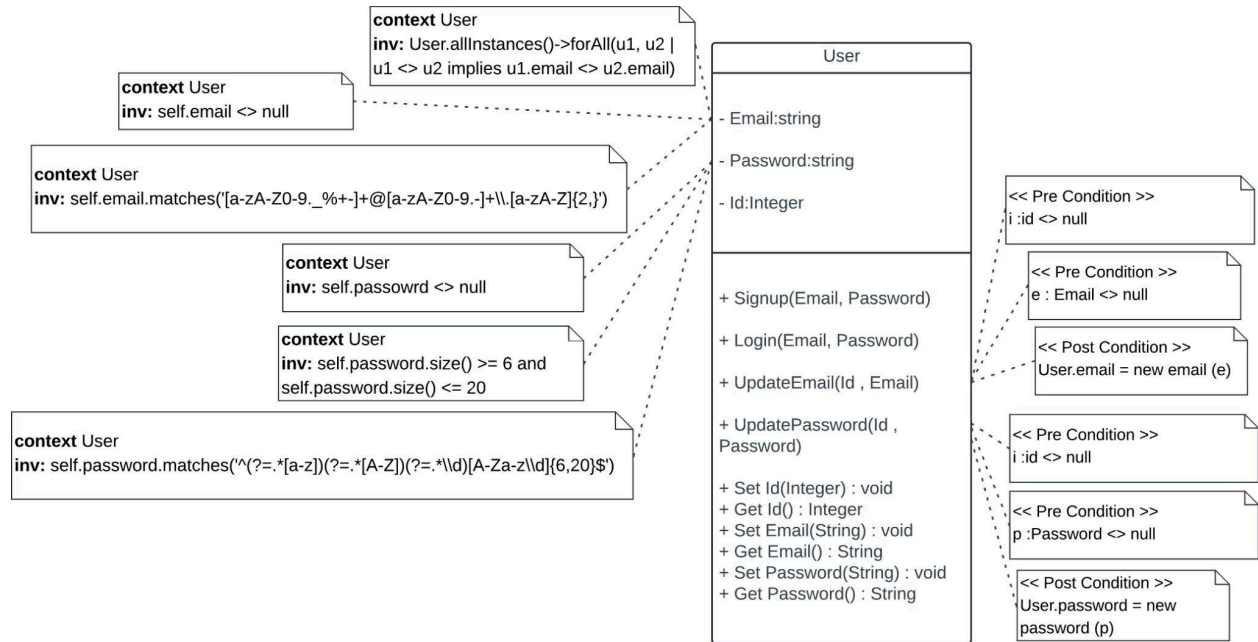 context User
inv: User.allInstances()->forAll(u1, u2 |
u1 <> u2 implies u1.email <> u2.email)
context User
inv: self.email <> null
context User
inv: self.email.matches('[a-zA-Z0-9._%+-]+@[a-zA-Z0-9.-]+\\.[a-zA-Z]{2,}')
context User
inv: self.passowrd <> null
context User
inv: self.password.size() >= 6 and
self.password.size() <= 20
context User
inv: self.password.matches('^(?=.*[a-z])(?=.*[A-Z])(?=.*\\d)[A-Za-z\\d]{6,20}$')
User
- Email:string
- Password:string
- Id:Integer
+ Signup(Email, Password)
+ Login(Email, Password)
+ UpdateEmail(Id , Email)
+ UpdatePassword(Id ,
Password)
+ Set Id(Integer) : void
+ Get Id() : Integer
+ Set Email(String) : void
+ Get Email() : String
+ Set Password(String) : void
+ Get Password() : String
<< Pre Condition >>
i :id <> null
<< Pre Condition >>
e : Email <> null
<< Post Condition >>
User.email = new email (e)
<< Pre Condition >>
i :id <> null
<< Pre Condition >>
p :Password <> null
<< Post Condition >>
User.password = new
password (p)